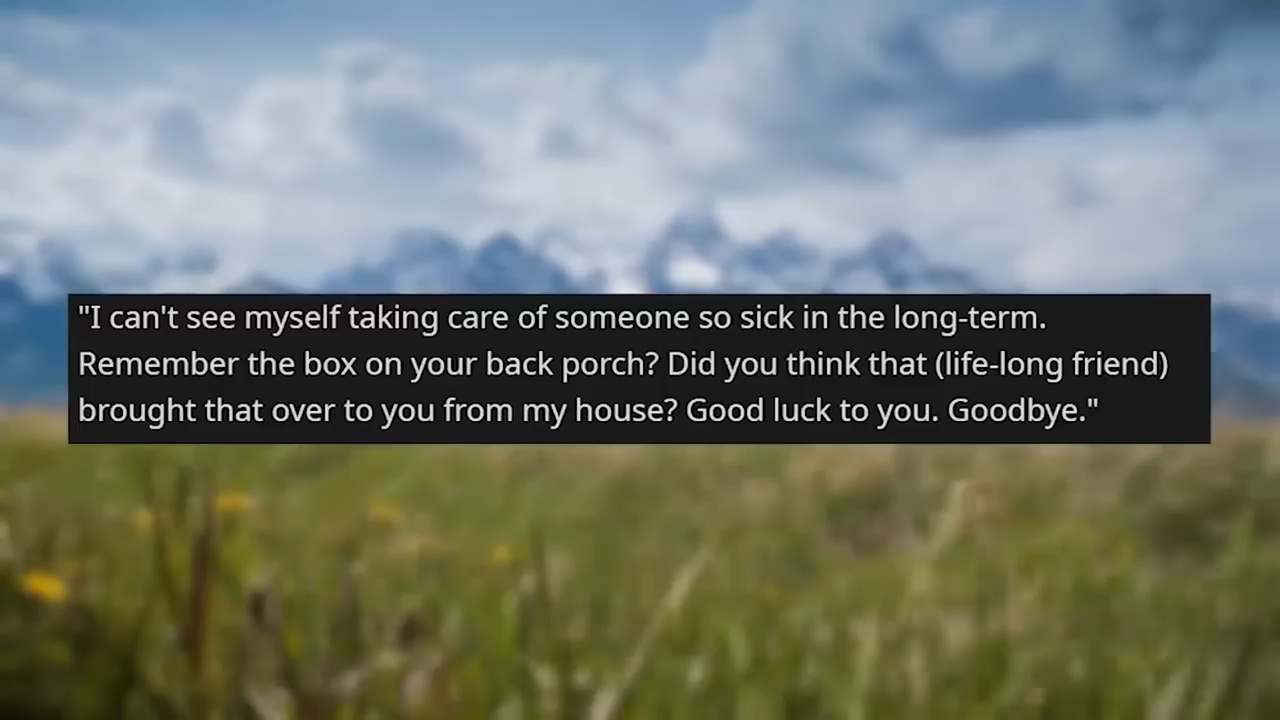 "I can't see myself taking care of someone so sick in the long-term.
Remember the box on your back porch? Did you think that (life-long friend)
brought that over to you from my house? Good luck to you. Goodbye."